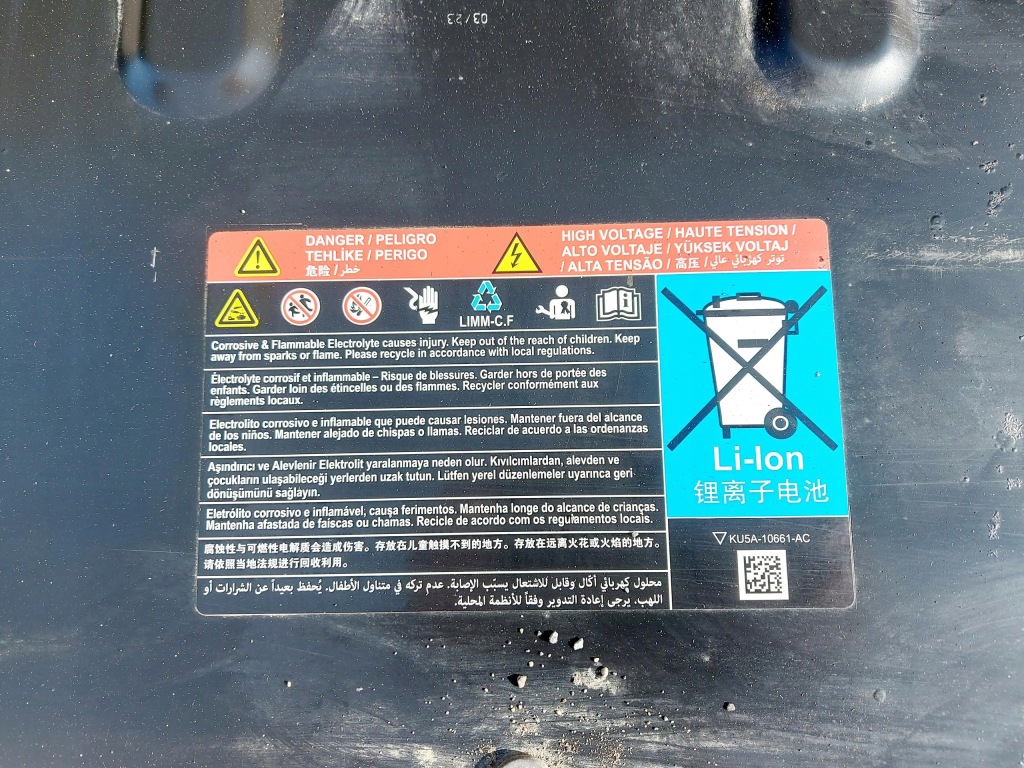 03/23
DANGER / PELIGRO
TEHLİKE / PERIGO
危险 / خطر
HIGH VOLTAGE / HAUTE TENSION /
ALTO VOLTAJE / YÜKSEK VOLTAJ
/ ALTA TENSÃO / 高压 / توتر كهربائي عالي
LIMM-C.F
Corrosive & Flammable Electrolyte causes injury. Keep out of the reach of children. Keep
away from sparks or flame. Please recycle in accordance with local regulations.
Électrolyte corrosif et inflammable – Risque de blessures. Garder hors de portée des
enfants. Garder loin des étincelles ou des flammes. Recycler conformément aux
règlements locaux.
Electrolito corrosivo e inflamable que puede causar lesiones. Mantener fuera del alcance
de los niños. Mantener alejado de chispas o llamas. Reciclar de acuerdo a las ordenanzas
locales.
Aşındırıcı ve Alevlenir Elektrolit yaralanmaya neden olur. Kıvılcımlardan, alevden ve
çocukların ulaşabileceği yerlerden uzak tutun. Lütfen yerel düzenlemeler uyarınca geri
dönüşümünü sağlayın.
Eletrólito corrosivo e inflamável, causa ferimentos. Mantenha longe do alcance de crianças.
Mantenha afastada de faíscas ou chamas. Recicle de acordo com os regulamentos locais.
腐蚀性与可燃性电解质会造成伤害。存放在儿童触摸不到的地方。存放在远离火花或火焰的地方。
请依照当地法规进行回收利用。
محلول كهربائي أكّال وقابل للاشتعال يسبّب الإصابة. عدم تركه في متناول الأطفال. يُحفظ بعيداً عن الشرارات أو
اللهب. يُرجى إعادة التدوير وفقاً للأنظمة المحلية.
Li-Ion
锂离子电池
KU5A-10661-AC